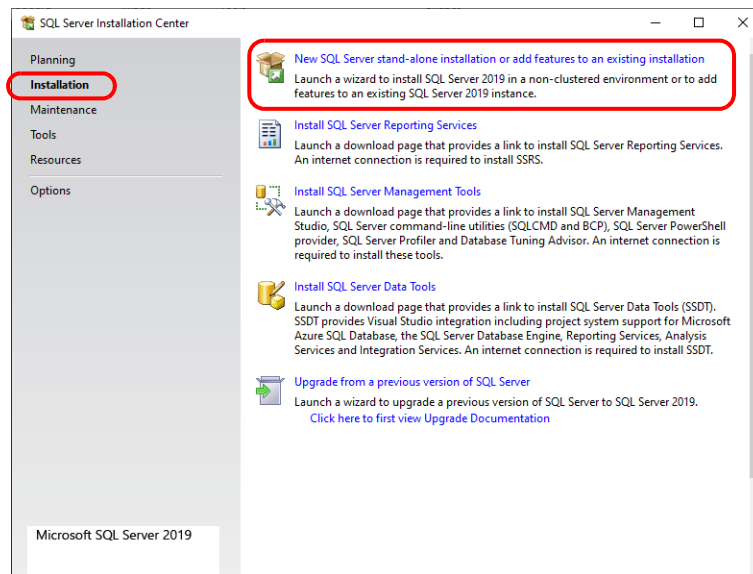 SQL Server Installation Center
Planning
Installation
Maintenance
Tools
Resources
Options
New SQL Server stand-alone installation or add features to an existing installation
Launch a wizard to install SQL Server 2019 in a non-clustered environment or to add
features to an existing SQL Server 2019 instance.
Install SQL Server Reporting Services
Launch a download page that provides a link to install SQL Server Reporting Services.
An internet connection is required to install SSRS.
Install SQL Server Management Tools
Launch a download page that provides a link to install SQL Server Management
Studio, SQL Server command-line utilities (SQLCMD and BCP), SQL Server PowerShell
provider, SQL Server Profiler and Database Tuning Advisor. An internet connection is
required to install these tools.
Install SQL Server Data Tools
Launch a download page that provides a link to install SQL Server Data Tools (SSDT).
SSDT provides Visual Studio integration including project system support for Microsoft
Azure SQL Database, the SQL Server Database Engine, Reporting Services, Analysis
Services and Integration Services. An internet connection is required to install SSDT.
Upgrade from a previous version of SQL Server
Launch a wizard to upgrade a previous version of SQL Server to SQL Server 2019.
Click here to first view Upgrade Documentation
Microsoft SQL Server 2019